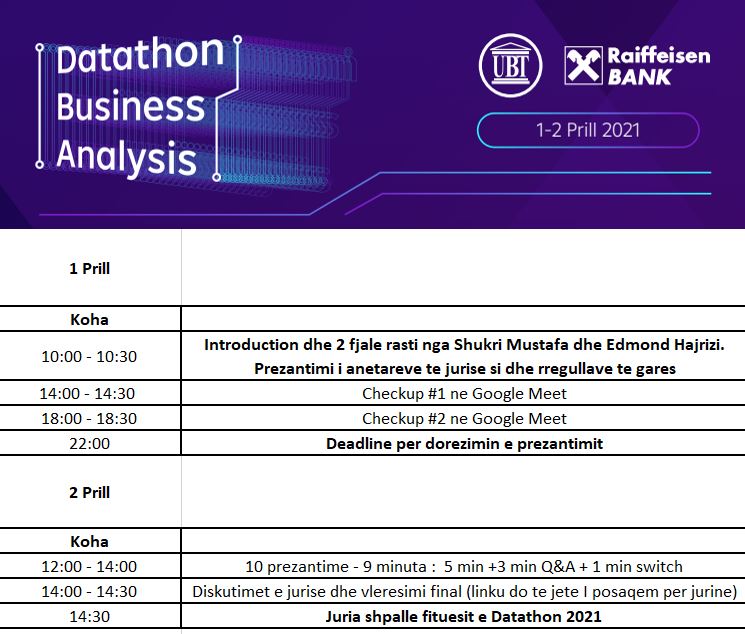 Datathon
Business
Analysis
UBT
Raiffeisen
BANK
1-2 Prill 2021
1 Prill
Koha
10:00 - 10:30 Introduction dhe 2 fjale rasti nga Shukri Mustafa dhe Edmond Hajrizi.
Prezantimi i anetareve te jurise si dhe rregullave te gares
14:00 - 14:30 Checkup #1 ne Google Meet
18:00 - 18:30 Checkup #2 ne Google Meet
22:00 Deadline per dorezimin e prezantimit
2 Prill
Koha
12:00 - 14:00 10 prezantime - 9 minuta : 5 min +3 min Q&A + 1 min switch
14:00 - 14:30 Diskutimet e jurise dhe vleresimi final (linku do te jete I posaqem per jurine)
14:30 Juria shpalle fituesit e Datathon 2021